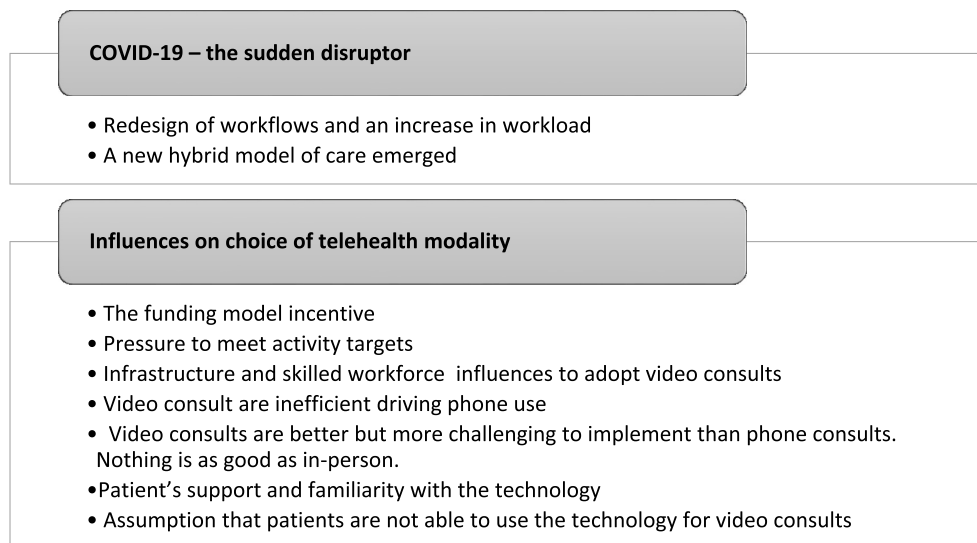 COVID-19 – the sudden disruptor
• Redesign of workflows and an increase in workload
• A new hybrid model of care emerged
Influences on choice of telehealth modality
• The funding model incentive
• Pressure to meet activity targets
• Infrastructure and skilled workforce  influences to adopt video consults
• Video consult are inefficient driving phone use
•  Video consults are better but more challenging to implement than phone consults.
Nothing is as good as in-person.
•Patient’s support and familiarity with the technology
• Assumption that patients are not able to use the technology for video consults